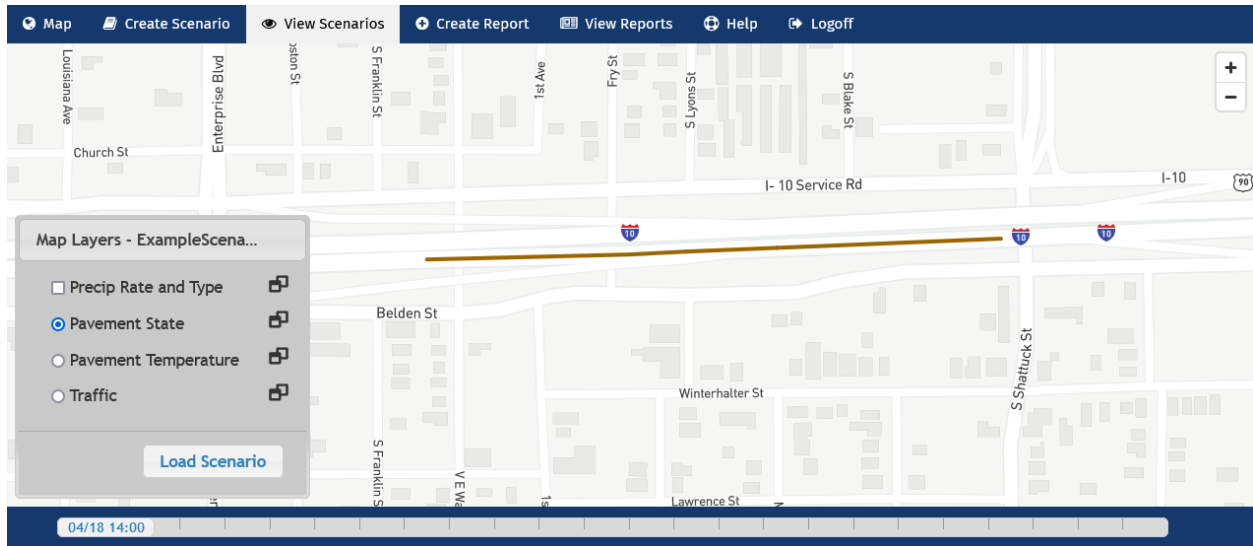 Map
Create Scenario
View Scenarios
Create Report
View Reports
Help
Logoff
Louisiana Ave
Enterprise Blvd
S Franklin St
1st Ave
Fry St
S Lyons St
S Blake St
+
−
Church St
I- 10 Service Rd
I-10
90
10
10
10
Map Layers - ExampleScena...
Precip Rate and Type
Pavement State
Pavement Temperature
Traffic
Load Scenario
Belden St
S Shattuck St
Winterhalter St
S Franklin S
V E Wa
Lawrence St
04/18 14:00